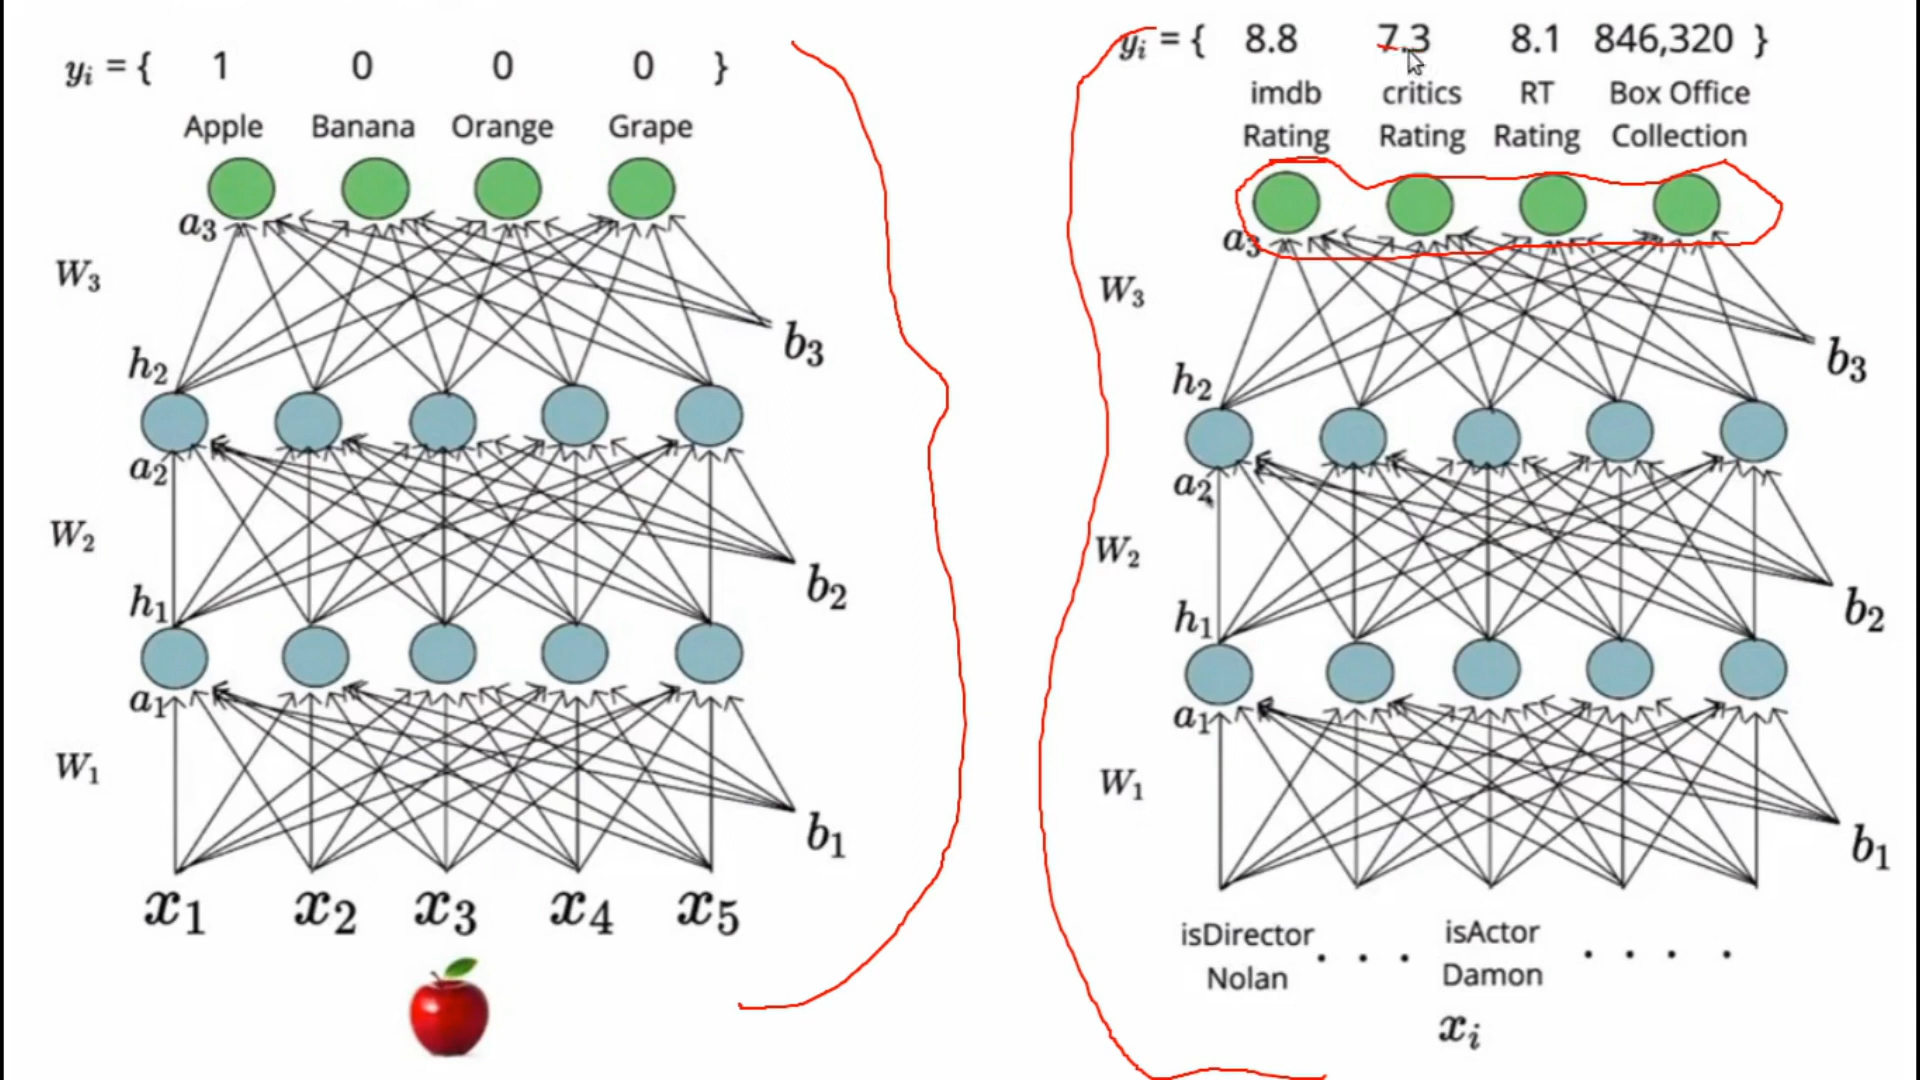 yᵢ = { 1 0 0 0 }
Apple Banana Orange Grape
a₃
W₃
b₃
h₂
a₂
W₂
b₂
h₁
a₁
W₁
b₁
x₁ x₂ x₃ x₄ x₅
yᵢ = { 8.8 7.3 8.1 846,320 }
imdb critics RT Box Office
Rating Rating Rating Collection
a₃
W₃
b₃
h₂
a₂
W₂
b₂
h₁
a₁
W₁
b₁
isDirector . . . isActor . . . .
Nolan Damon
xᵢ